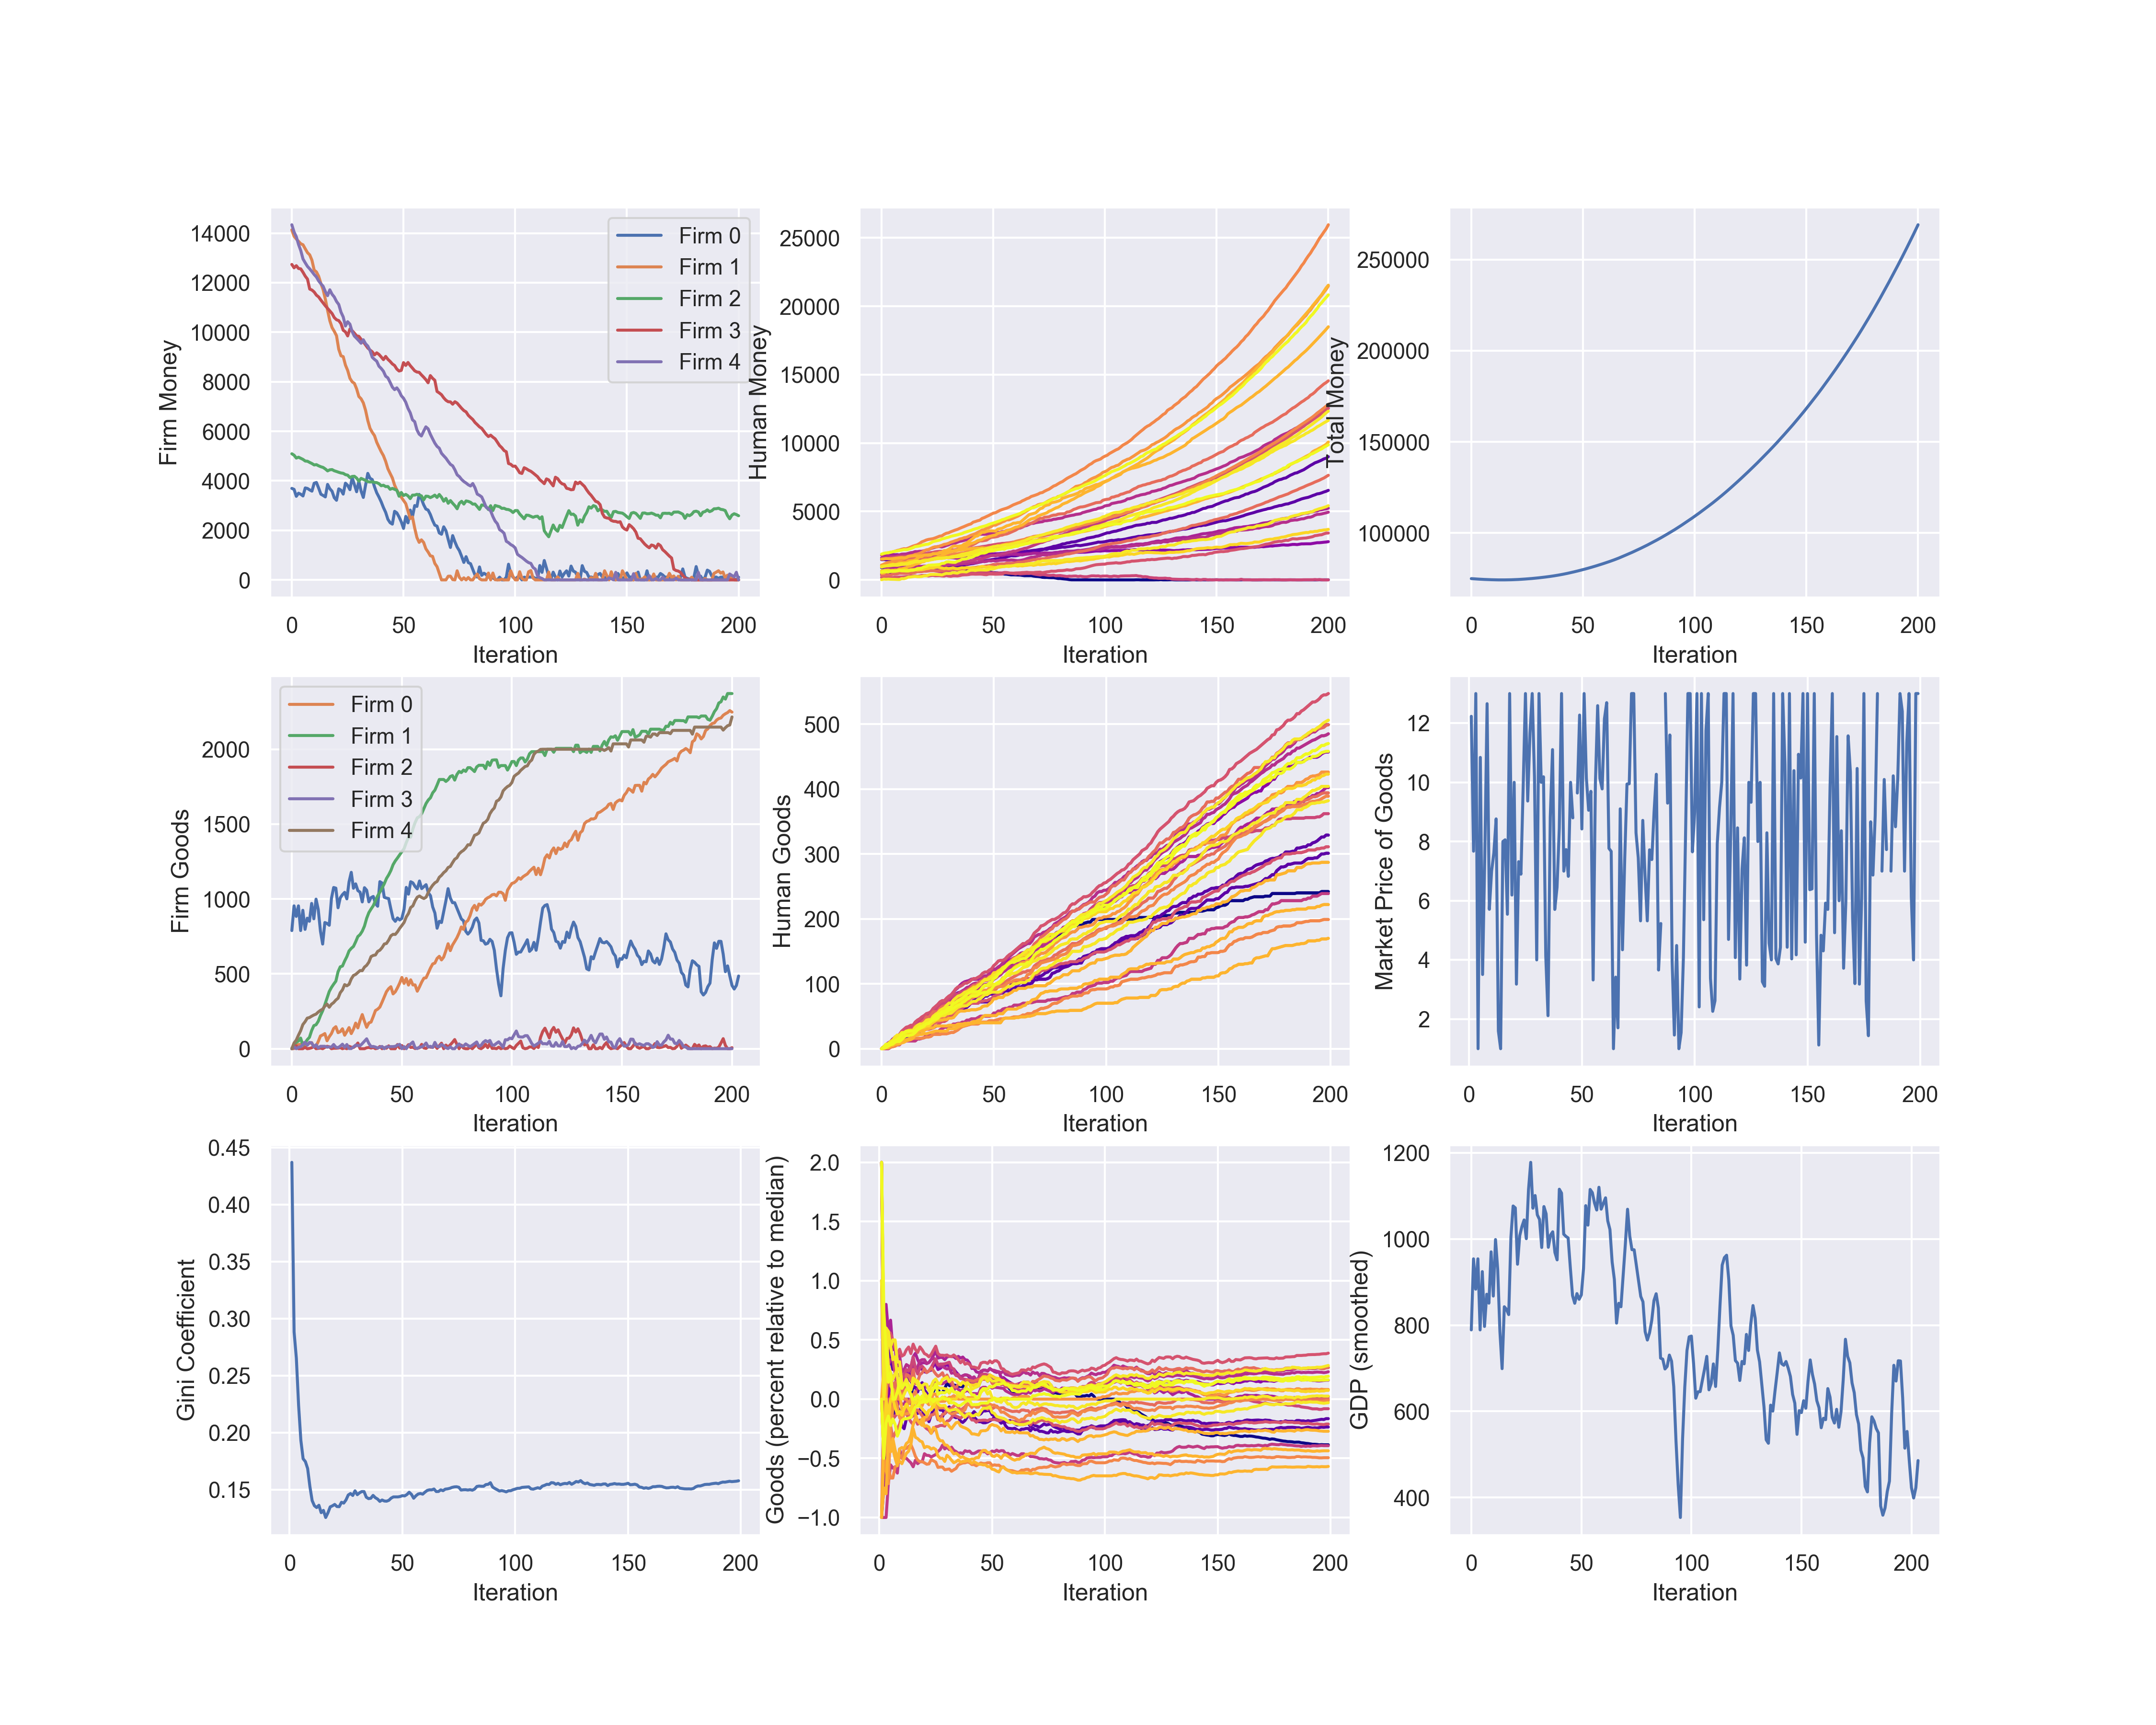 14000
12000
10000
8000
6000
4000
2000
0
Firm Money
Firm 0
Firm 1
Firm 2
Firm 3
Firm 4
0 50 100 150 200
Iteration
25000
20000
15000
10000
5000
0
Human Money
0 50 100 150 200
Iteration
250000
200000
150000
100000
Total Money
0 50 100 150 200
Iteration
2000
1500
1000
500
0
Firm Goods
Firm 0
Firm 1
Firm 2
Firm 3
Firm 4
0 50 100 150 200
Iteration
500
400
300
200
100
0
Human Goods
0 50 100 150 200
Iteration
12
10
8
6
4
2
Market Price of Goods
0 50 100 150 200
Iteration
0.45
0.40
0.35
0.30
0.25
0.20
0.15
Gini Coefficient
0 50 100 150 200
Iteration
2.0
1.5
1.0
0.5
0.0
−0.5
−1.0
Goods (percent relative to median)
0 50 100 150 200
Iteration
1200
1000
800
600
400
GDP (smoothed)
0 50 100 150 200
Iteration